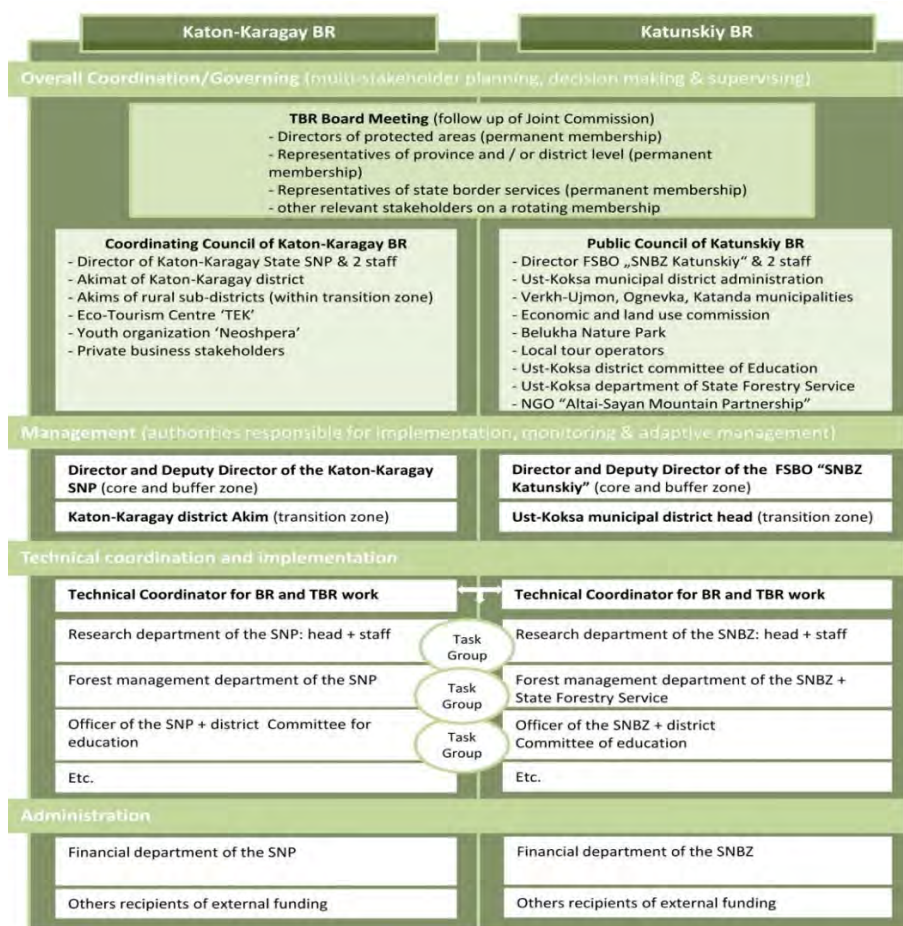 Katon-Karagay BR
Katunskiy BR
Overall Coordination/Governing (multi-stakeholder planning, decision making & supervising)
TBR Board Meeting (follow up of Joint Commission)
- Directors of protected areas (permanent membership)
- Representatives of province and / or district level (permanent
membership)
- Representatives of state border services (permanent membership)
- other relevant stakeholders on a rotating membership
Coordinating Council of Katon-Karagay BR
- Director of Katon-Karagay State SNP & 2 staff
- Akimat of Katon-Karagay district
- Akims of rural sub-districts (within transition zone)
- Eco-Tourism Centre ‘TEK’
- Youth organization ‘Neoshpera’
- Private business stakeholders
Public Council of Katunskiy BR
- Director FSBO „SNBZ Katunskiy“ & 2 staff
- Ust-Koksa municipal district administration
- Verkh-Ujmon, Ognevka, Katanda municipalities
- Economic and land use commission
- Belukha Nature Park
- Local tour operators
- Ust-Koksa district committee of Education
- Ust-Koksa department of State Forestry Service
- NGO “Altai-Sayan Mountain Partnership”
Management (authorities responsible for implementation, monitoring & adaptive management)
Director and Deputy Director of the Katon-Karagay
SNP (core and buffer zone)
Director and Deputy Director of the FSBO “SNBZ
Katunskiy” (core and buffer zone)
Katon-Karagay district Akim (transition zone)
Ust-Koksa municipal district head (transition zone)
Technical coordination and implementation
Technical Coordinator for BR and TBR work
Technical Coordinator for BR and TBR work
Research department of the SNP: head + staff
Task
Group
Research department of the SNBZ: head + staff
Forest management department of the SNP
Task
Group
Forest management department of the SNBZ +
State Forestry Service
Officer of the SNP + district Committee for
education
Task
Group
Officer of the SNBZ + district
Committee of education
Etc.
Etc.
Administration
Financial department of the SNP
Financial department of the SNBZ
Others recipients of external funding
Others recipients of external funding